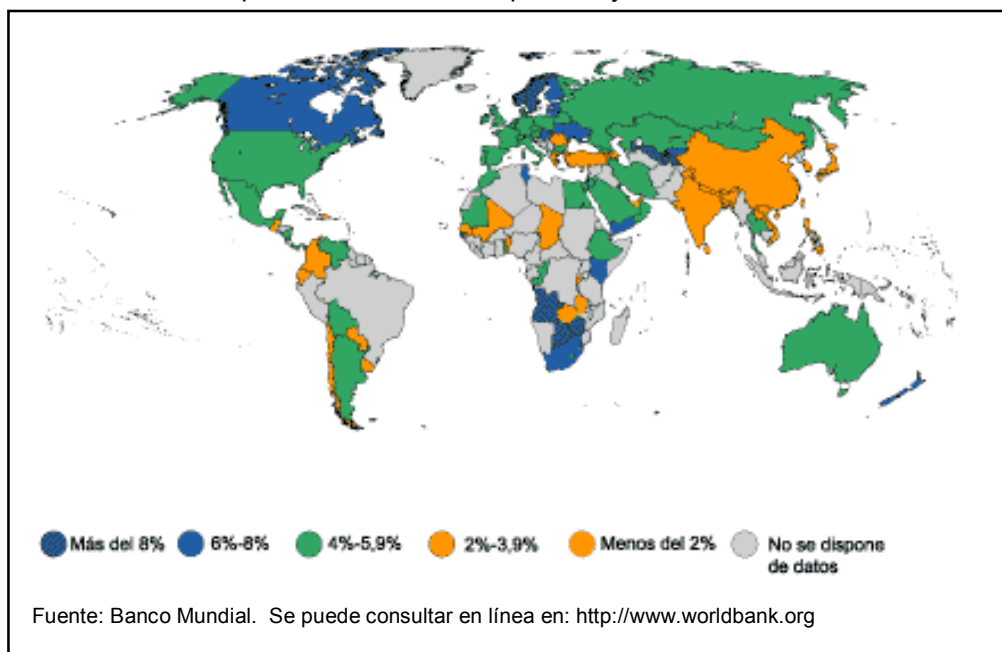 Más del 8% 6%-8% 4%-5,9% 2%-3,9% Menos del 2% No se dispone
de datos
Fuente: Banco Mundial. Se puede consultar en línea en: http://www.worldbank.org